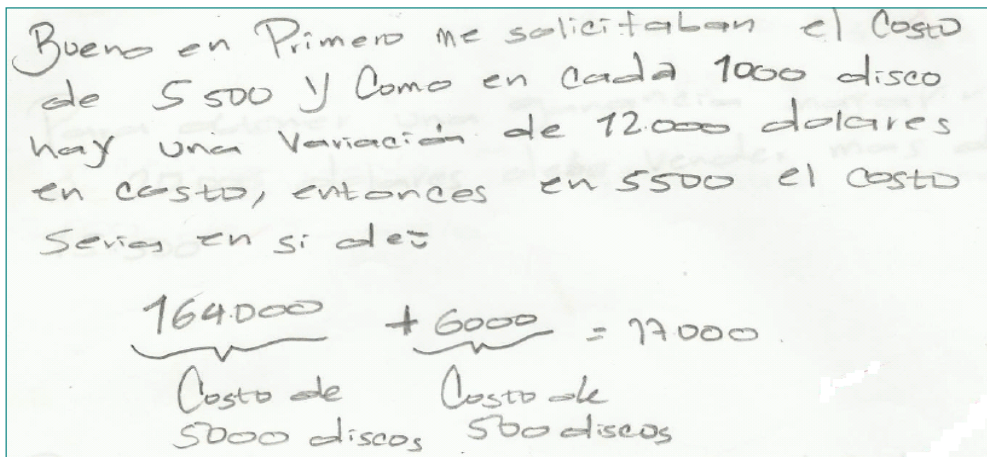 Bueno en Primero me solicitaban el Costo
de 5500 y Como en cada 1000 disco
hay una Variación de 12.000 dolares
en costo, entonces en 5500 el costo
Seria en si de:
164.000 + 6000 = 17000
Costo de Costo de
5000 discos 500 discos